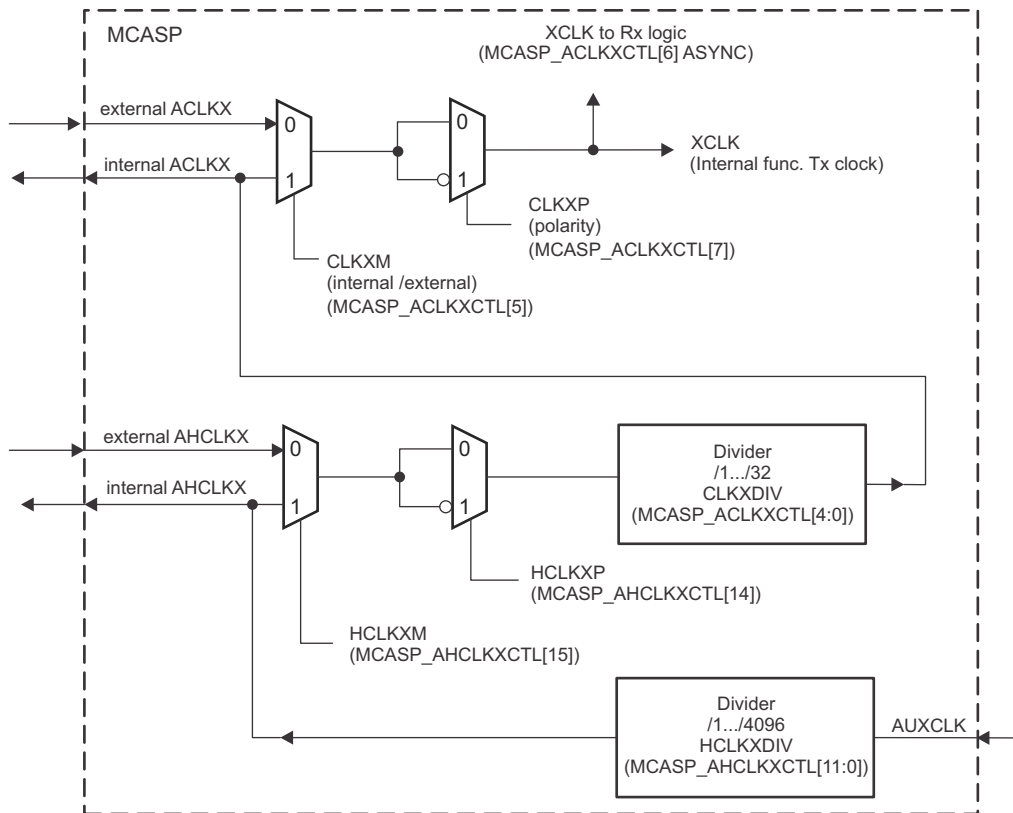 MCASP
XCLK to Rx logic
(MCASP_ACLKXCTL[6] ASYNC)
external ACLKX
0
0
XCLK
(Internal func. Tx clock)
internal ACLKX
1
1
CLKXP
(polarity)
(MCASP_ACLKXCTL[7])
CLKXM
(internal /external)
(MCASP_ACLKXCTL[5])
external AHCLKX
0
0
internal AHCLKX
1
1
Divider
/1.../32
CLKXDIV
(MCASP_ACLKXCTL[4:0])
HCLKXP
(MCASP_AHCLKXCTL[14])
HCLKXM
(MCASP_AHCLKXCTL[15])
Divider
/1.../4096
HCLKXDIV
(MCASP_AHCLKXCTL[11:0])
AUXCLK